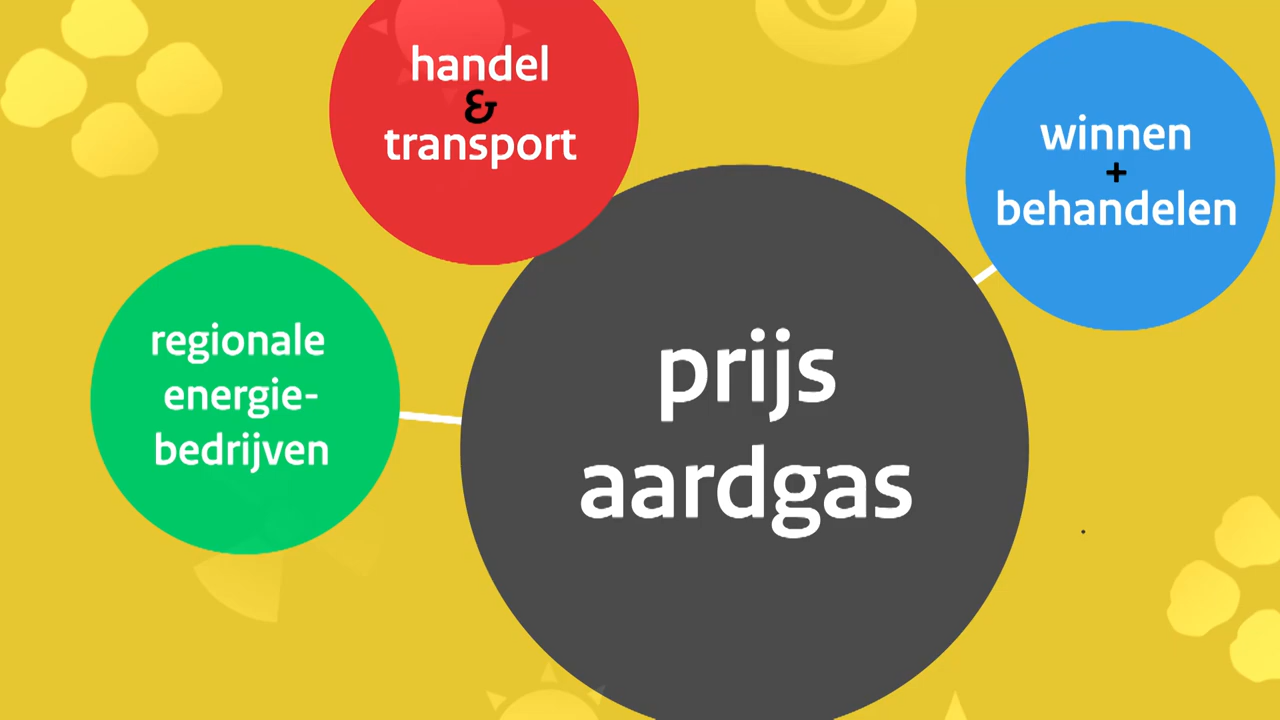 handel
&
transport
winnen
+
behandelen
regionale
energie-
bedrijven
prijs
aardgas